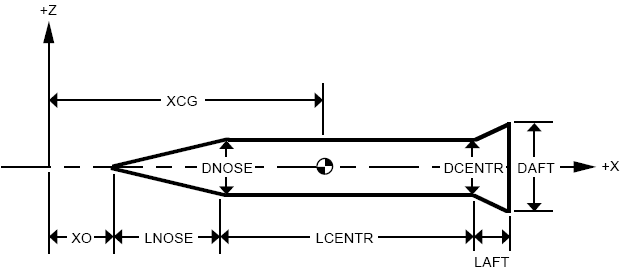 +Z
XCG
DNOSE
DCENTR
DAFT
+X
XO
LNOSE
LCENTR
LAFT